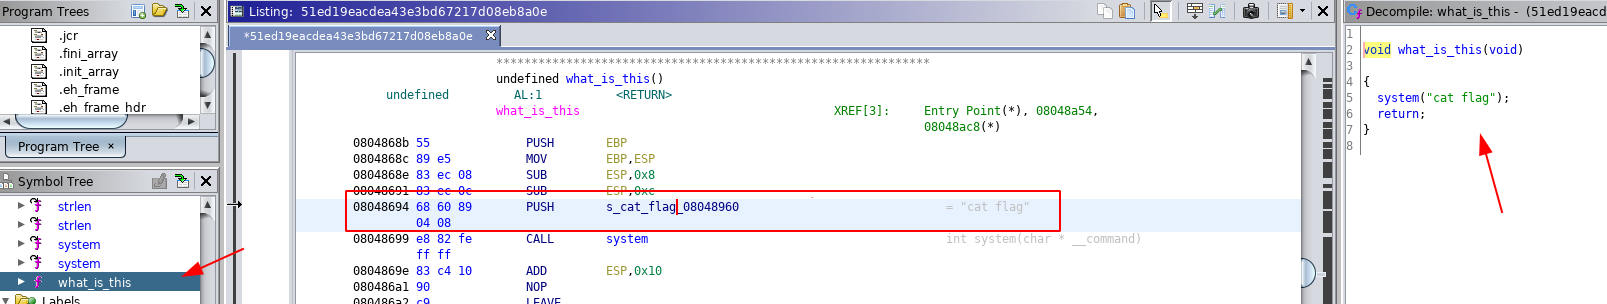 Program Trees
.jcr
.fini_array
.init_array
.eh_frame
.eh_frame_hdr
Program Tree ×
Symbol Tree
f strlen
f strlen
f system
f system
f what_is_this
Labels
Listing: 51ed19eacdea43e3bd67217d08eb8a0e
*51ed19eacdea43e3bd67217d08eb8a0e
**************************************************************
undefined what_is_this()
undefined AL:1 <RETURN>
what_is_this XREF[3]: Entry Point(*), 08048a54,
08048ac8(*)
0804868b 55 PUSH EBP
0804868c 89 e5 MOV EBP,ESP
0804868e 83 ec 08 SUB ESP,0x8
08048691 83 ec 0c SUB ESP,0xc
08048694 68 60 89 PUSH s_cat_flag_08048960 = "cat flag"
04 08
08048699 e8 82 fe CALL system int system(char * __command)
ff ff
0804869e 83 c4 10 ADD ESP,0x10
080486a1 90 NOP
080486a2 c9 LEAVE
Decompile: what_is_this - (51ed19eacd
1
2 void what_is_this(void)
3
4 {
5 system("cat flag");
6 return;
7 }
8